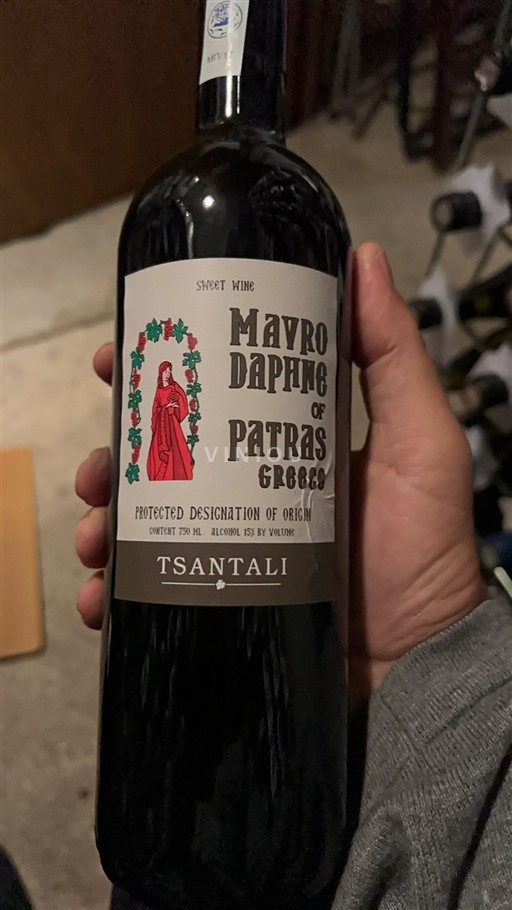 SWEET WINE
MAVRO
DAPHNE
OF
PATRAS
GREECE
VINIOU
PROTECTED DESIGNATION OF ORIGIN
CONTENT 750 ML ALCOHOL 15% BY VOLUME
TSANTALI